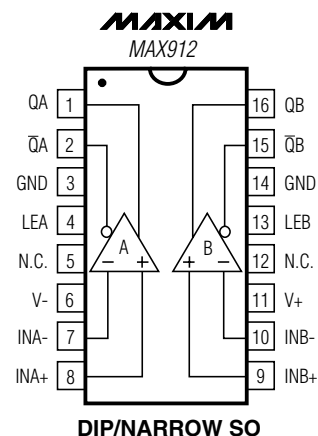 MAXIM
MAX912
QA 1 16 QB
Q̅A 2 15 Q̅B
GND 3 14 GND
LEA 4 13 LEB
A B
N.C. 5 − + + − 12 N.C.
V- 6 11 V+
INA- 7 10 INB-
INA+ 8 9 INB+
DIP/NARROW SO